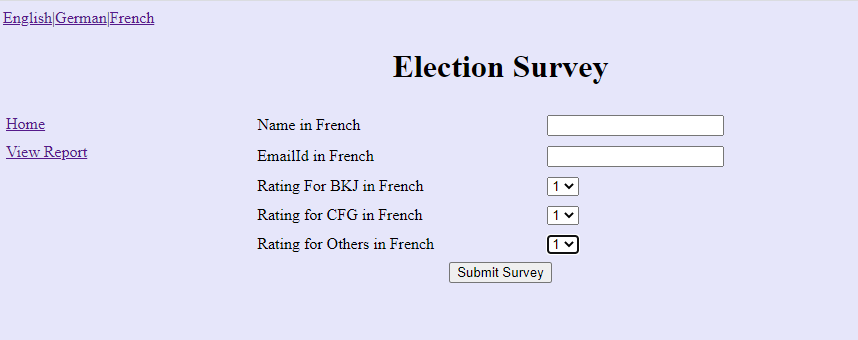 English|German|French
Election Survey
Home
View Report
Name in French
EmailId in French
Rating For BKJ in French 1
Rating for CFG in French 1
Rating for Others in French 1
Submit Survey